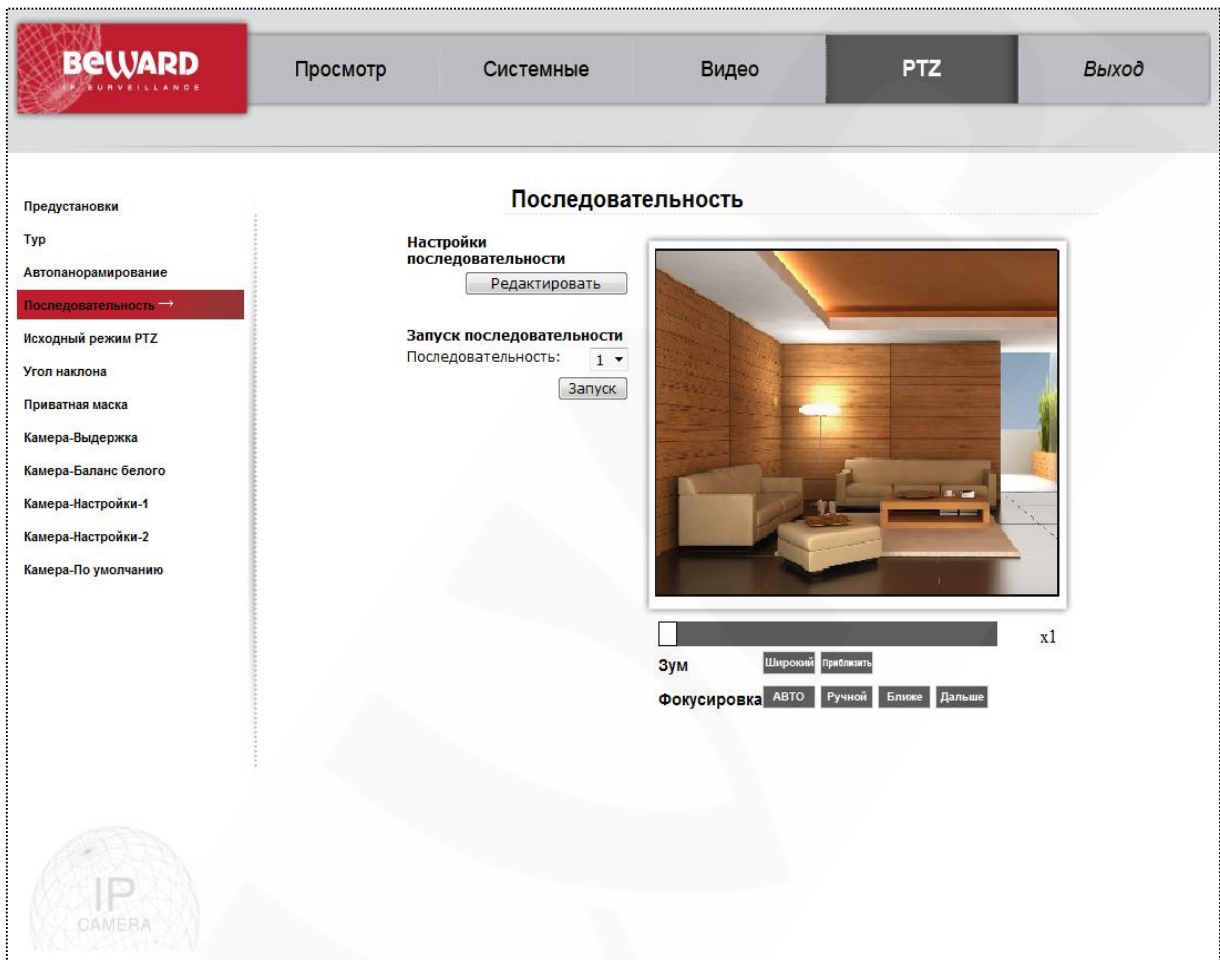 BEWARD
IP SURVEILLANCE
Просмотр
Системные
Видео
PTZ
Выход
Предустановки
Тур
Автопанорамирование
Последовательность →
Исходный режим PTZ
Угол наклона
Приватная маска
Камера-Выдержка
Камера-Баланс белого
Камера-Настройки-1
Камера-Настройки-2
Камера-По умолчанию
Последовательность
Настройки
последовательности
Редактировать
Запуск последовательности
Последовательность: 1
Запуск
x1
Зум Широкий Приблизить
Фокусировка АВТО Ручной Ближе Дальше
IP
CAMERA